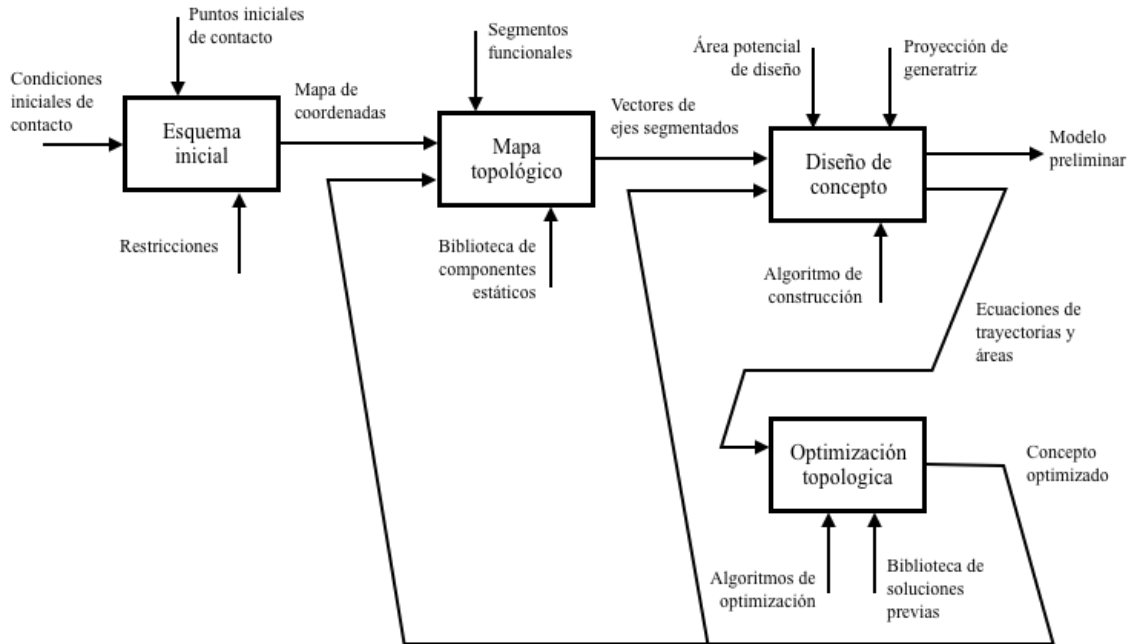 Puntos iniciales
de contacto
Condiciones
iniciales de
contacto
Esquema
inicial
Restricciones
Mapa de
coordenadas
Segmentos
funcionales
Mapa
topológico
Biblioteca de
componentes
estáticos
Vectores de
ejes segmentados
Área potencial
de diseño
Proyección de
generatriz
Diseño de
concepto
Modelo
preliminar
Algoritmo de
construcción
Ecuaciones de
trayectorias y
áreas
Optimización
topologica
Concepto
optimizado
Algoritmos de
optimización
Biblioteca de
soluciones
previas